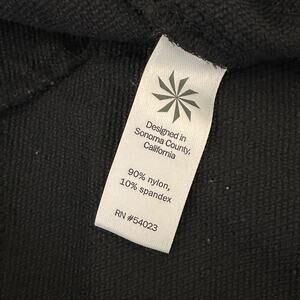 Designed in
Sonoma County,
California
90% nylon,
10% spandex
RN #54023